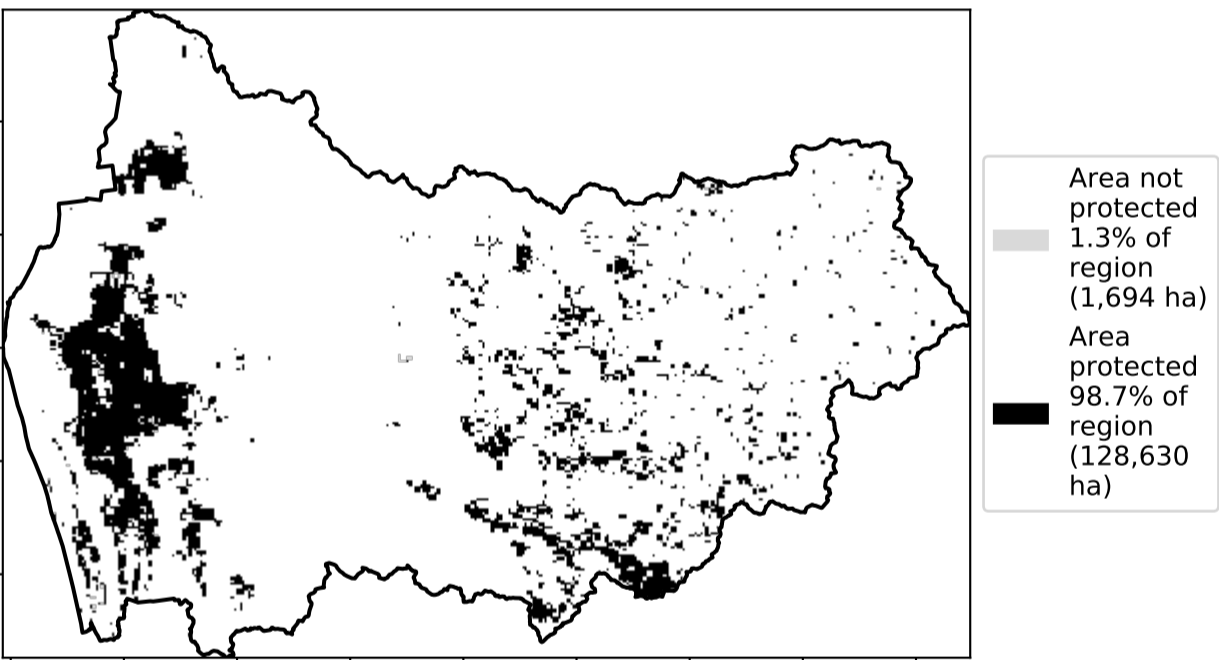 Area not
protected
1.3% of
region
(1,694 ha)
Area
protected
98.7% of
region
(128,630
ha)